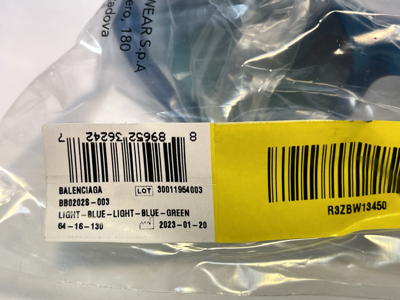 WEAR S.p.A
ero, 180
adova
8 89652 36242 7
BALENCIAGA LOT 30011954003
BB0202S-003
LIGHT-BLUE-LIGHT-BLUE-GREEN
64-16-130 2023-01-20
R3ZBW13450